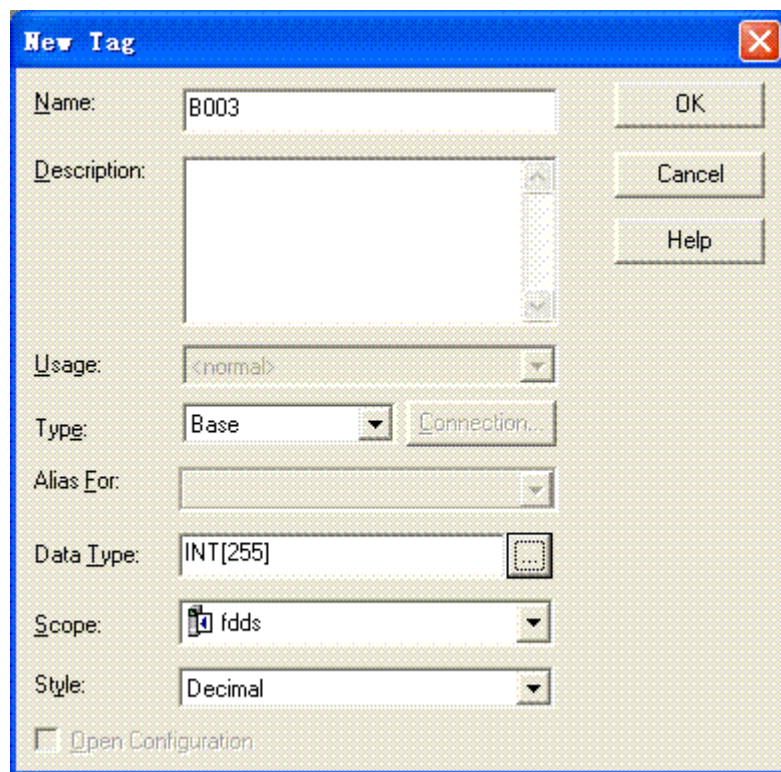 New Tag
Name:
B003
OK
Description:
Cancel
Help
Usage:
<normal>
Type:
Base
Connection...
Alias For:
Data Type:
INT[255]
...
Scope:
fdds
Style:
Decimal
Open Configuration